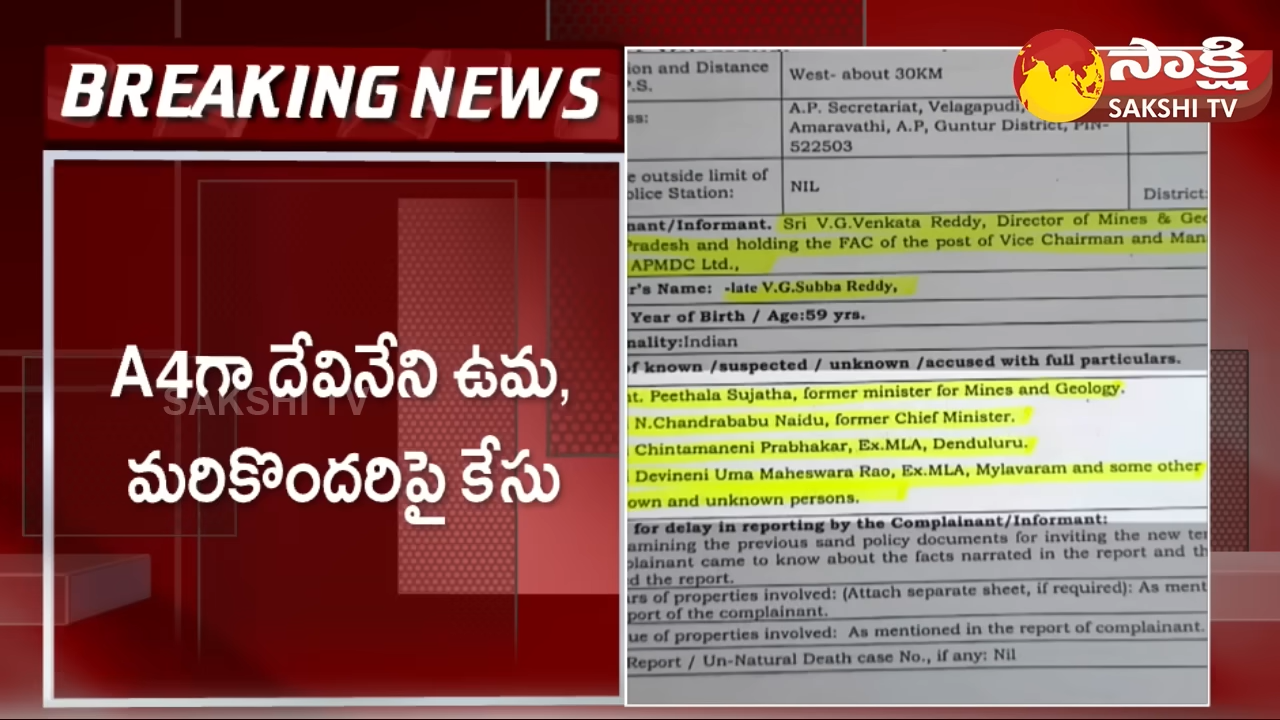 BREAKING NEWS
A4గా దేవినేని ఉమ,
మరికొందరిపై కేసు
SAKSHI TV
సాక్షి
SAKSHI TV
ion and Distance
P.S.
West- about 30KM
ss:
A.P. Secretariat, Velagapudi,
Amaravathi, A.P, Guntur District, PIN-
522503
e outside limit of
olice Station:
NIL
District:
nant/Informant. Sri V.G.Venkata Reddy, Director of Mines & Geo
Pradesh and holding the FAC of the post of Vice Chairman and Man
APMDC Ltd.,
r's Name: -late V.G.Subba Reddy,
Year of Birth / Age:59 yrs.
nality:Indian
of known /suspected / unknown /accused with full particulars.
nt. Peethala Sujatha, former minister for Mines and Geology.
N.Chandrababu Naidu, former Chief Minister.
Chintamaneni Prabhakar, Ex.MLA, Denduluru.
Devineni Uma Maheswara Rao, Ex.MLA, Mylavaram and some other
own and unknown persons.
for delay in reporting by the Complainant/Informant:
amining the previous sand policy documents for inviting the new ter
plainant came to know about the facts narrated in the report and th
d the report.
ars of properties involved: (Attach separate sheet, if required): As ment
port of the complainant.
ue of properties involved: As mentioned in the report of complainant.
Report / Un-Natural Death case No., if any: Nil